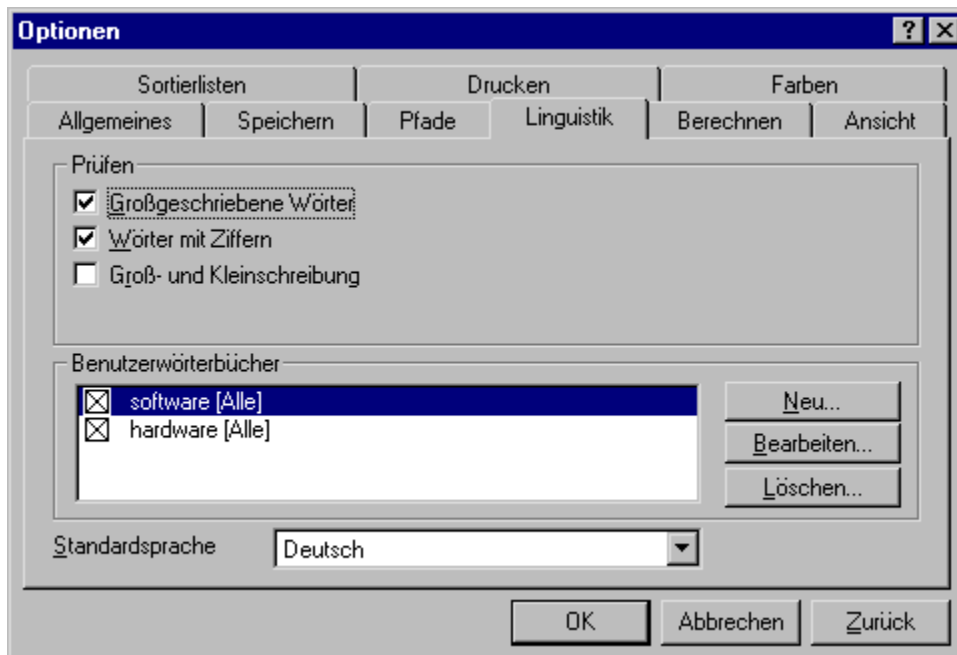 Optionen
Sortierlisten Drucken Farben
Allgemeines Speichern Pfade Linguistik Berechnen Ansicht
Prüfen
Großgeschriebene Wörter
Wörter mit Ziffern
Groß- und Kleinschreibung
Benutzerwörterbücher
software [Alle]
hardware [Alle]
Neu...
Bearbeiten...
Löschen...
Standardsprache Deutsch
OK Abbrechen Zurück